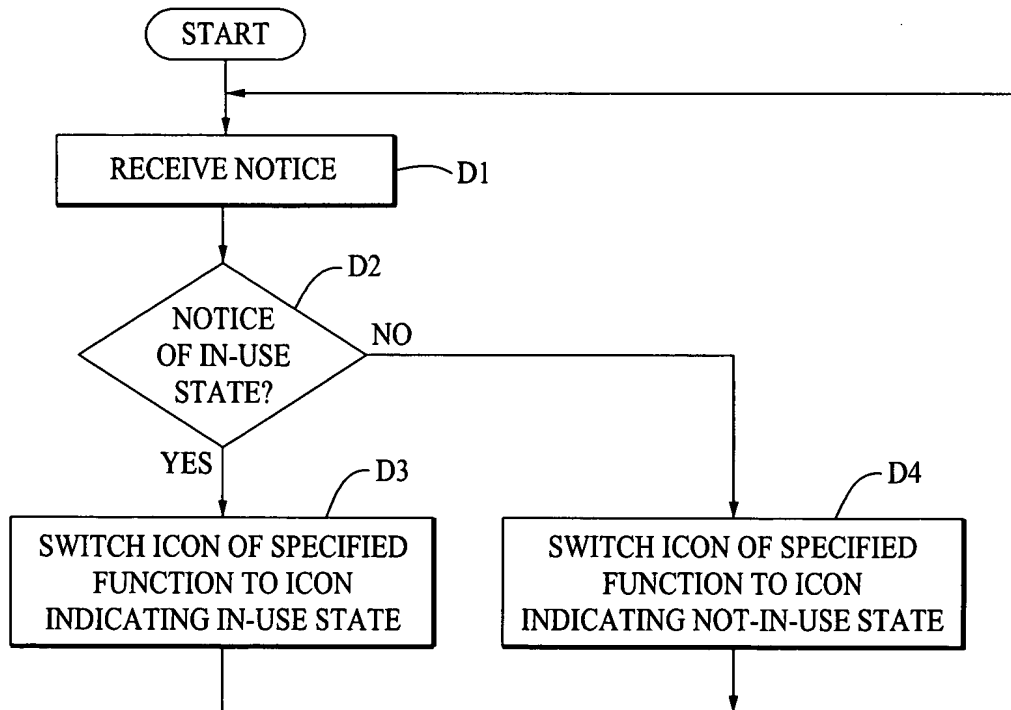 START
RECEIVE NOTICE
D1
D2
NOTICE
OF IN-USE
STATE?
NO
YES
D3
SWITCH ICON OF SPECIFIED
FUNCTION TO ICON
INDICATING IN-USE STATE
D4
SWITCH ICON OF SPECIFIED
FUNCTION TO ICON
INDICATING NOT-IN-USE STATE